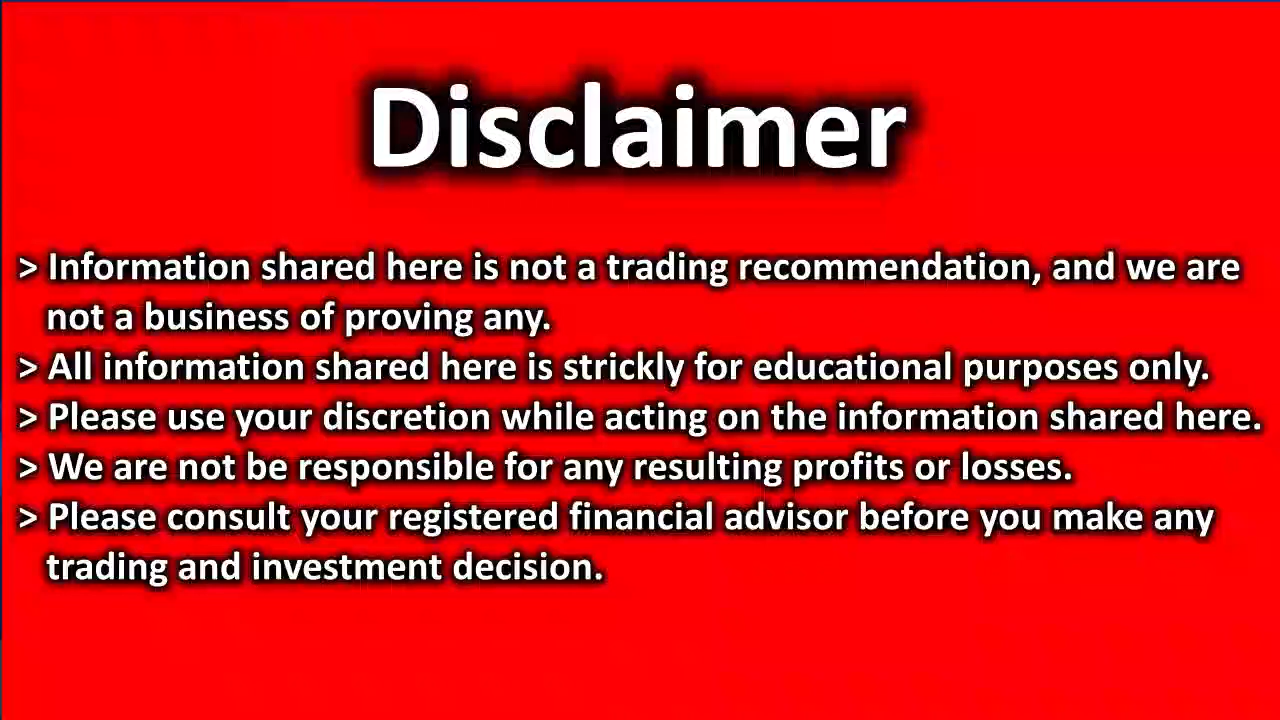 Disclaimer
> Information shared here is not a trading recommendation, and we are
not a business of proving any.
> All information shared here is strickly for educational purposes only.
> Please use your discretion while acting on the information shared here.
> We are not be responsible for any resulting profits or losses.
> Please consult your registered financial advisor before you make any
trading and investment decision.